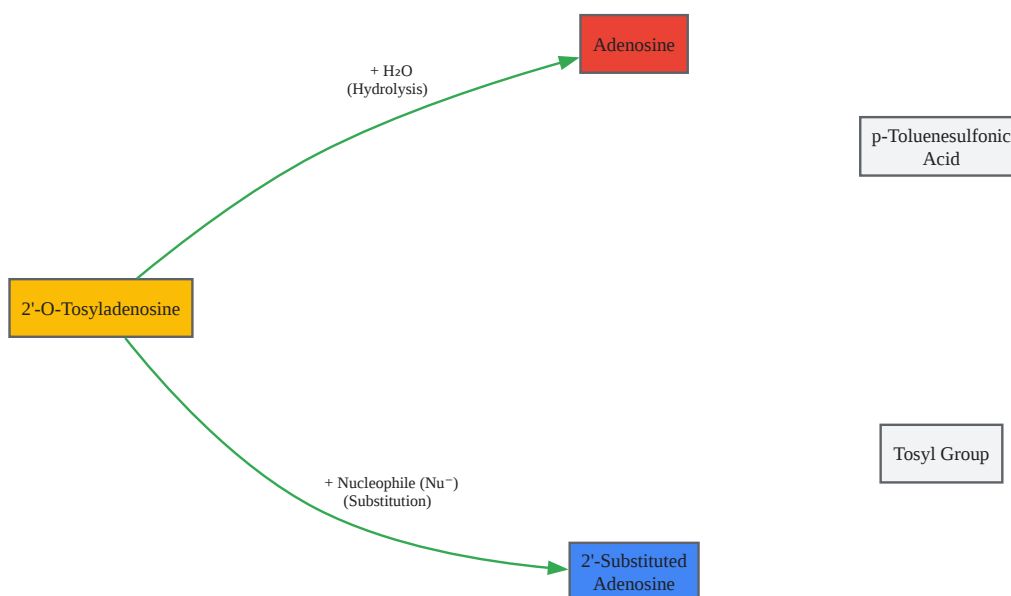 Adenosine
+ H₂O
(Hydrolysis)
p-Toluenesulfonic
Acid
2'-O-Tosyladenosine
Tosyl Group
+ Nucleophile (Nu⁻)
(Substitution)
2'-Substituted
Adenosine